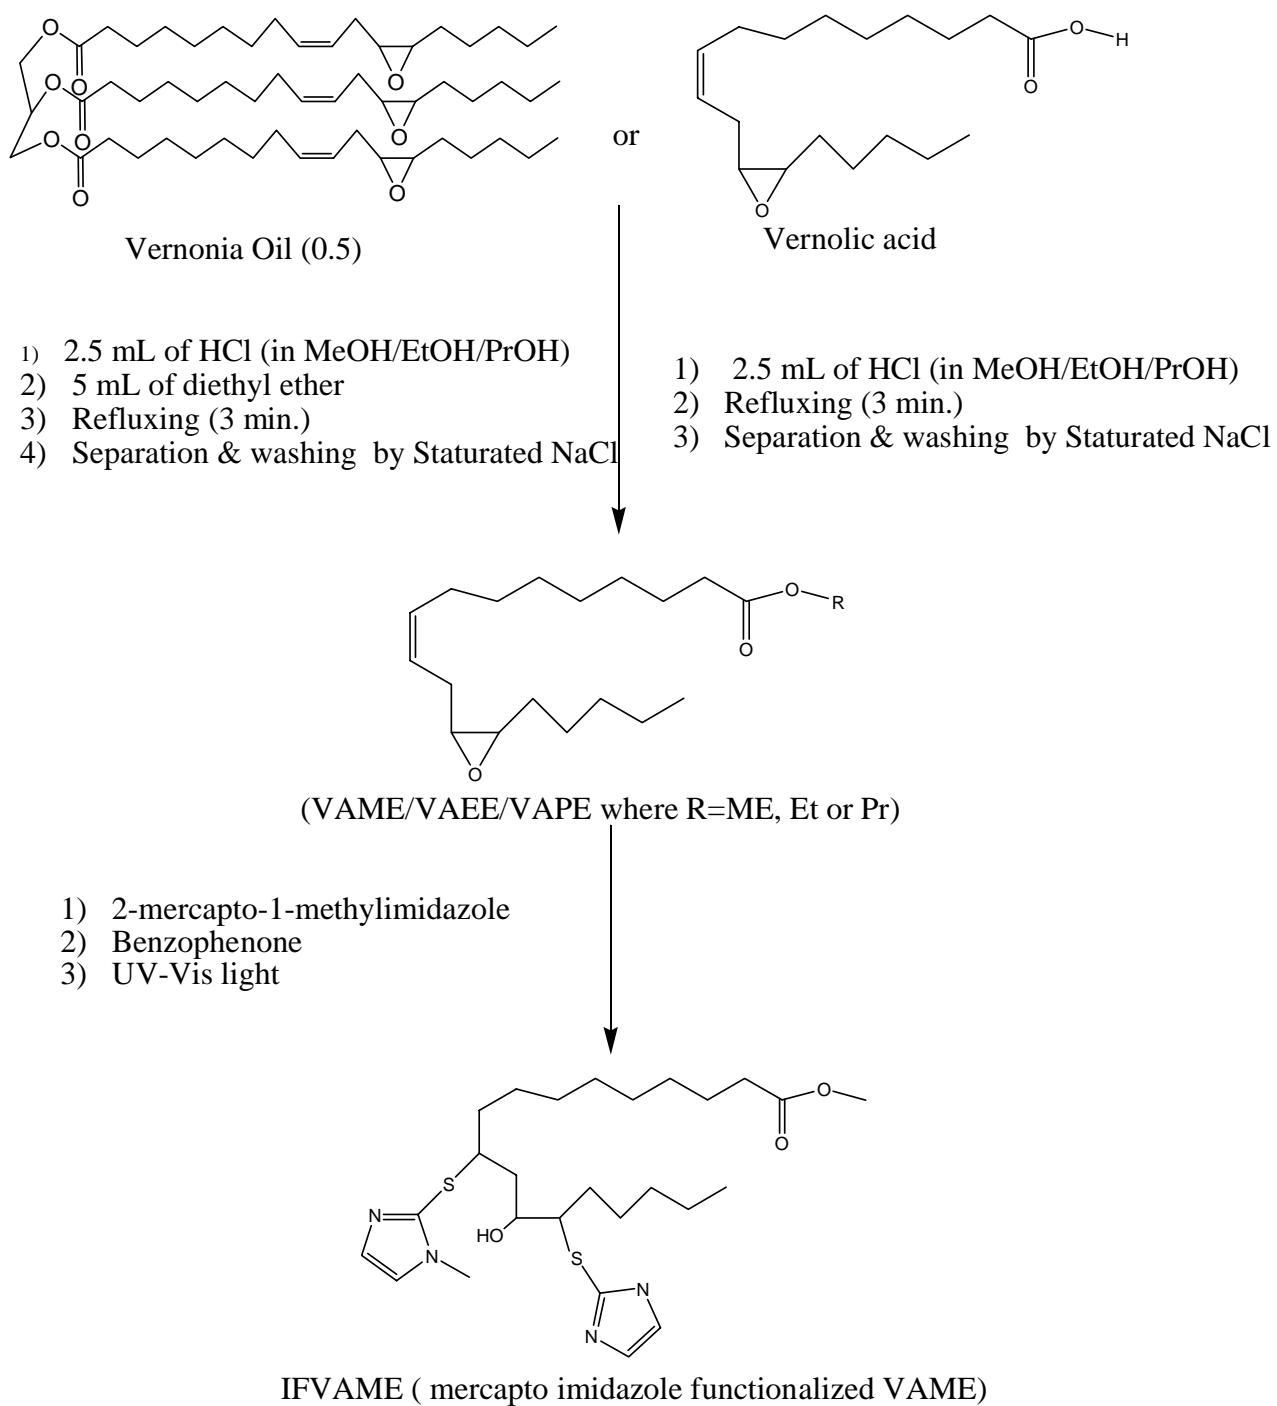 O
O
O
O
O
O
O
O
O
or
O
H
O
O
Vernonia Oil (0.5)
Vernolic acid
1) 2.5 mL of HCl (in MeOH/EtOH/PrOH)
2) 5 mL of diethyl ether
3) Refluxing (3 min.)
4) Separation & washing by Staturated NaCl
1) 2.5 mL of HCl (in MeOH/EtOH/PrOH)
2) Refluxing (3 min.)
3) Separation & washing by Staturated NaCl
O
R
O
O
(VAME/VAEE/VAPE where R=ME, Et or Pr)
1) 2-mercapto-1-methylimidazole
2) Benzophenone
3) UV-Vis light
O
O
S
N
N
HO
S
N
N
IFVAME ( mercapto imidazole functionalized VAME)